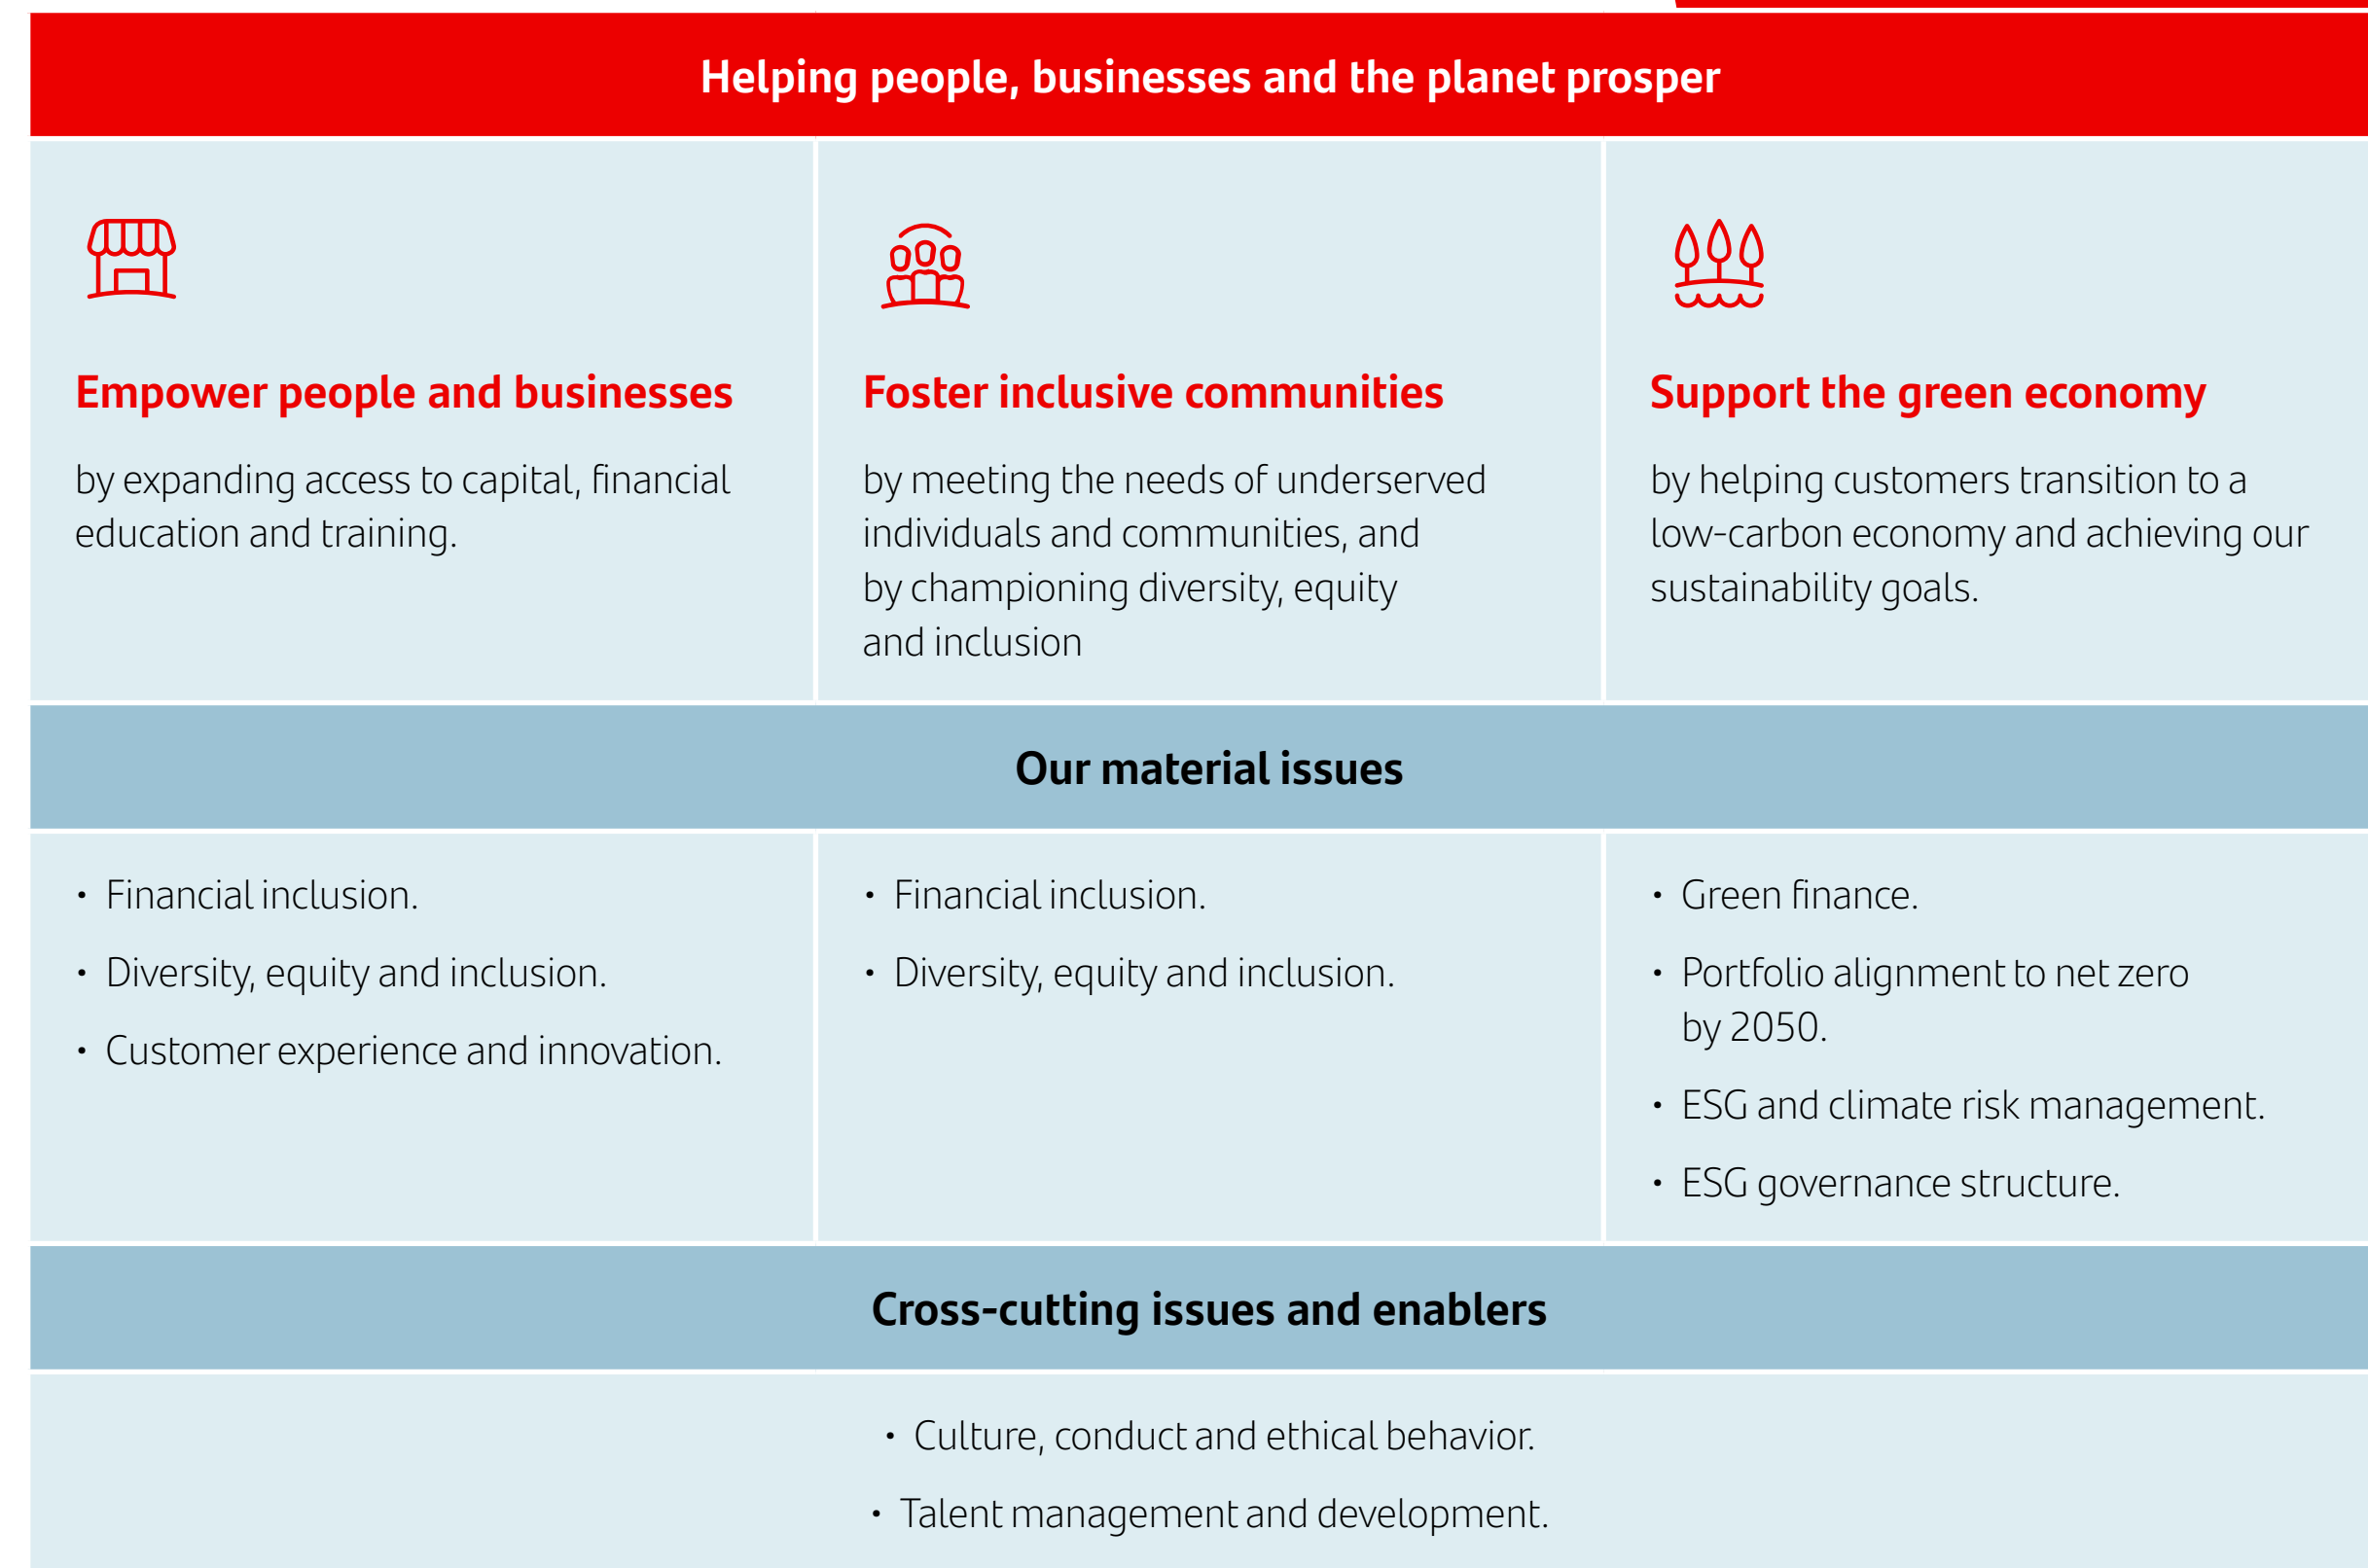 Helping people, businesses and the planet prosper
Empower people and businesses
by expanding access to capital, financial
education and training.
Foster inclusive communities
by meeting the needs of underserved
individuals and communities, and
by championing diversity, equity
and inclusion
Support the green economy
by helping customers transition to a
low-carbon economy and achieving our
sustainability goals.
Our material issues
• Financial inclusion.
• Diversity, equity and inclusion.
• Customer experience and innovation.
• Financial inclusion.
• Diversity, equity and inclusion.
• Green finance.
• Portfolio alignment to net zero
by 2050.
• ESG and climate risk management.
• ESG governance structure.
Cross-cutting issues and enablers
• Culture, conduct and ethical behavior.
• Talent management and development.